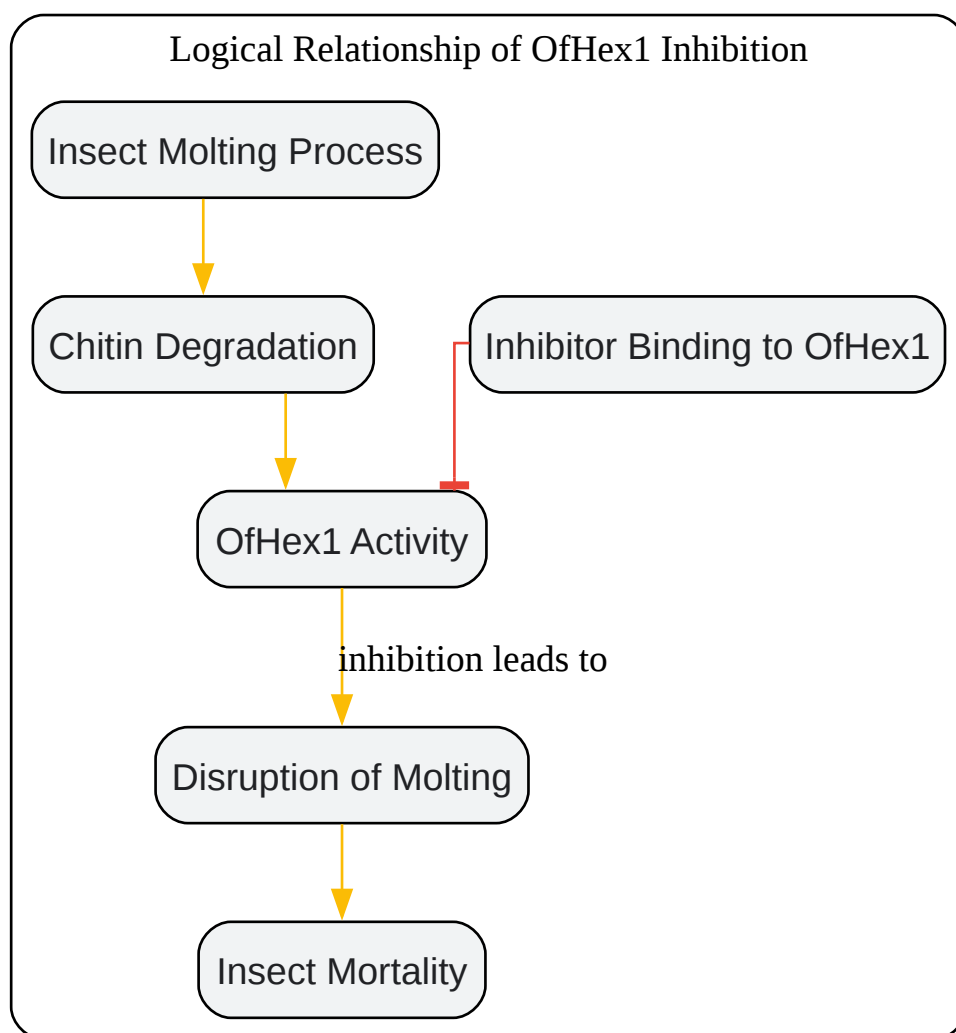 Logical Relationship of OfHex1 Inhibition
Insect Molting Process
Chitin Degradation
Inhibitor Binding to OfHex1
OfHex1 Activity
inhibition leads to
Disruption of Molting
Insect Mortality